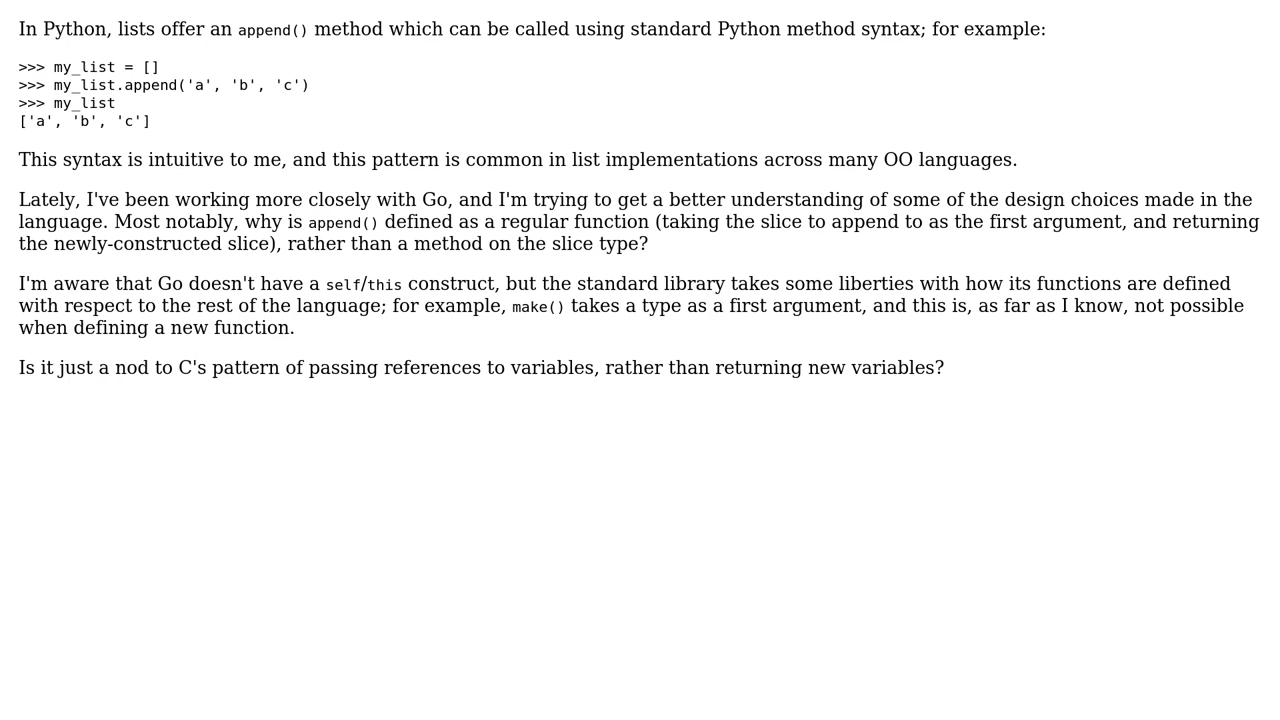 In Python, lists offer an append() method which can be called using standard Python method syntax; for example:
>>> my_list = []
>>> my_list.append('a', 'b', 'c')
>>> my_list
['a', 'b', 'c']
This syntax is intuitive to me, and this pattern is common in list implementations across many OO languages.
Lately, I've been working more closely with Go, and I'm trying to get a better understanding of some of the design choices made in the
language. Most notably, why is append() defined as a regular function (taking the slice to append to as the first argument, and returning
the newly-constructed slice), rather than a method on the slice type?
I'm aware that Go doesn't have a self/this construct, but the standard library takes some liberties with how its functions are defined
with respect to the rest of the language; for example, make() takes a type as a first argument, and this is, as far as I know, not possible
when defining a new function.
Is it just a nod to C's pattern of passing references to variables, rather than returning new variables?